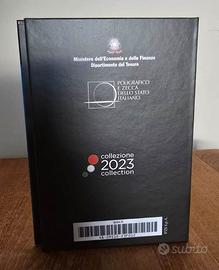 Ministero dell'Economia e delle Finanze
Dipartimento del Tesoro
POLIGRAFICO
E ZECCA
DELLO STATO
ITALIANO
collezione
2023
collection
subito